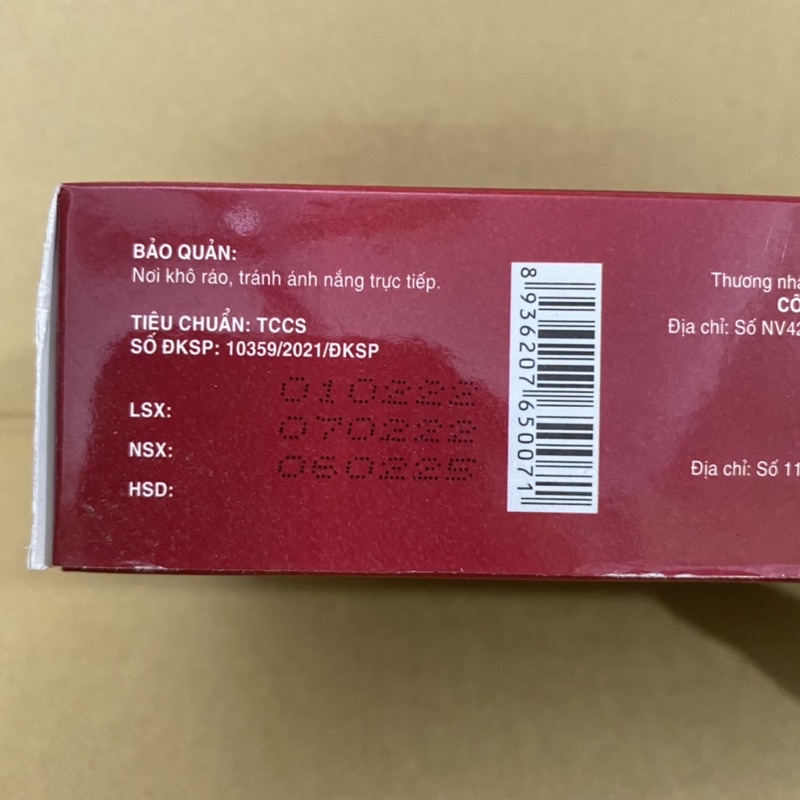 BẢO QUẢN:
Nơi khô ráo, tránh ánh nắng trực tiếp.
TIÊU CHUẨN: TCCS
SỐ ĐKSP: 10359/2021/ĐKSP
LSX: 010222
NSX: 070222
HSD: 060225
8 936207 650071
Thương nhâ
CÔ
Địa chỉ: Số NV42
Địa chỉ: Số 11